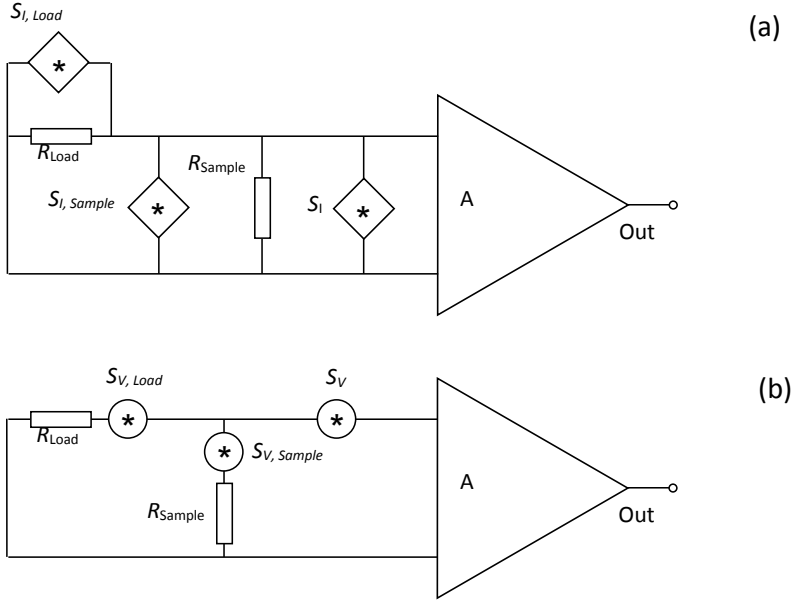 S_I, Load
(a)
*
R_Load
R_Sample
S_I, Sample
*
S_I
*
A
Out
S_V, Load
S_V
(b)
*
*
R_Load
*
S_V, Sample
R_Sample
A
Out